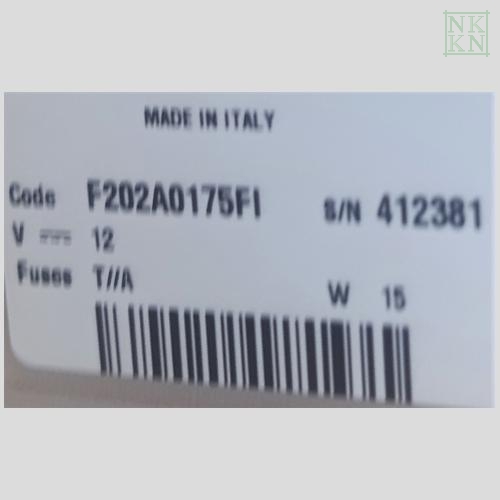 NK
KN
MADE IN ITALY
Code F202A0175FI S/N 412381
V ⎓ 12
Fuses T//A
W 15